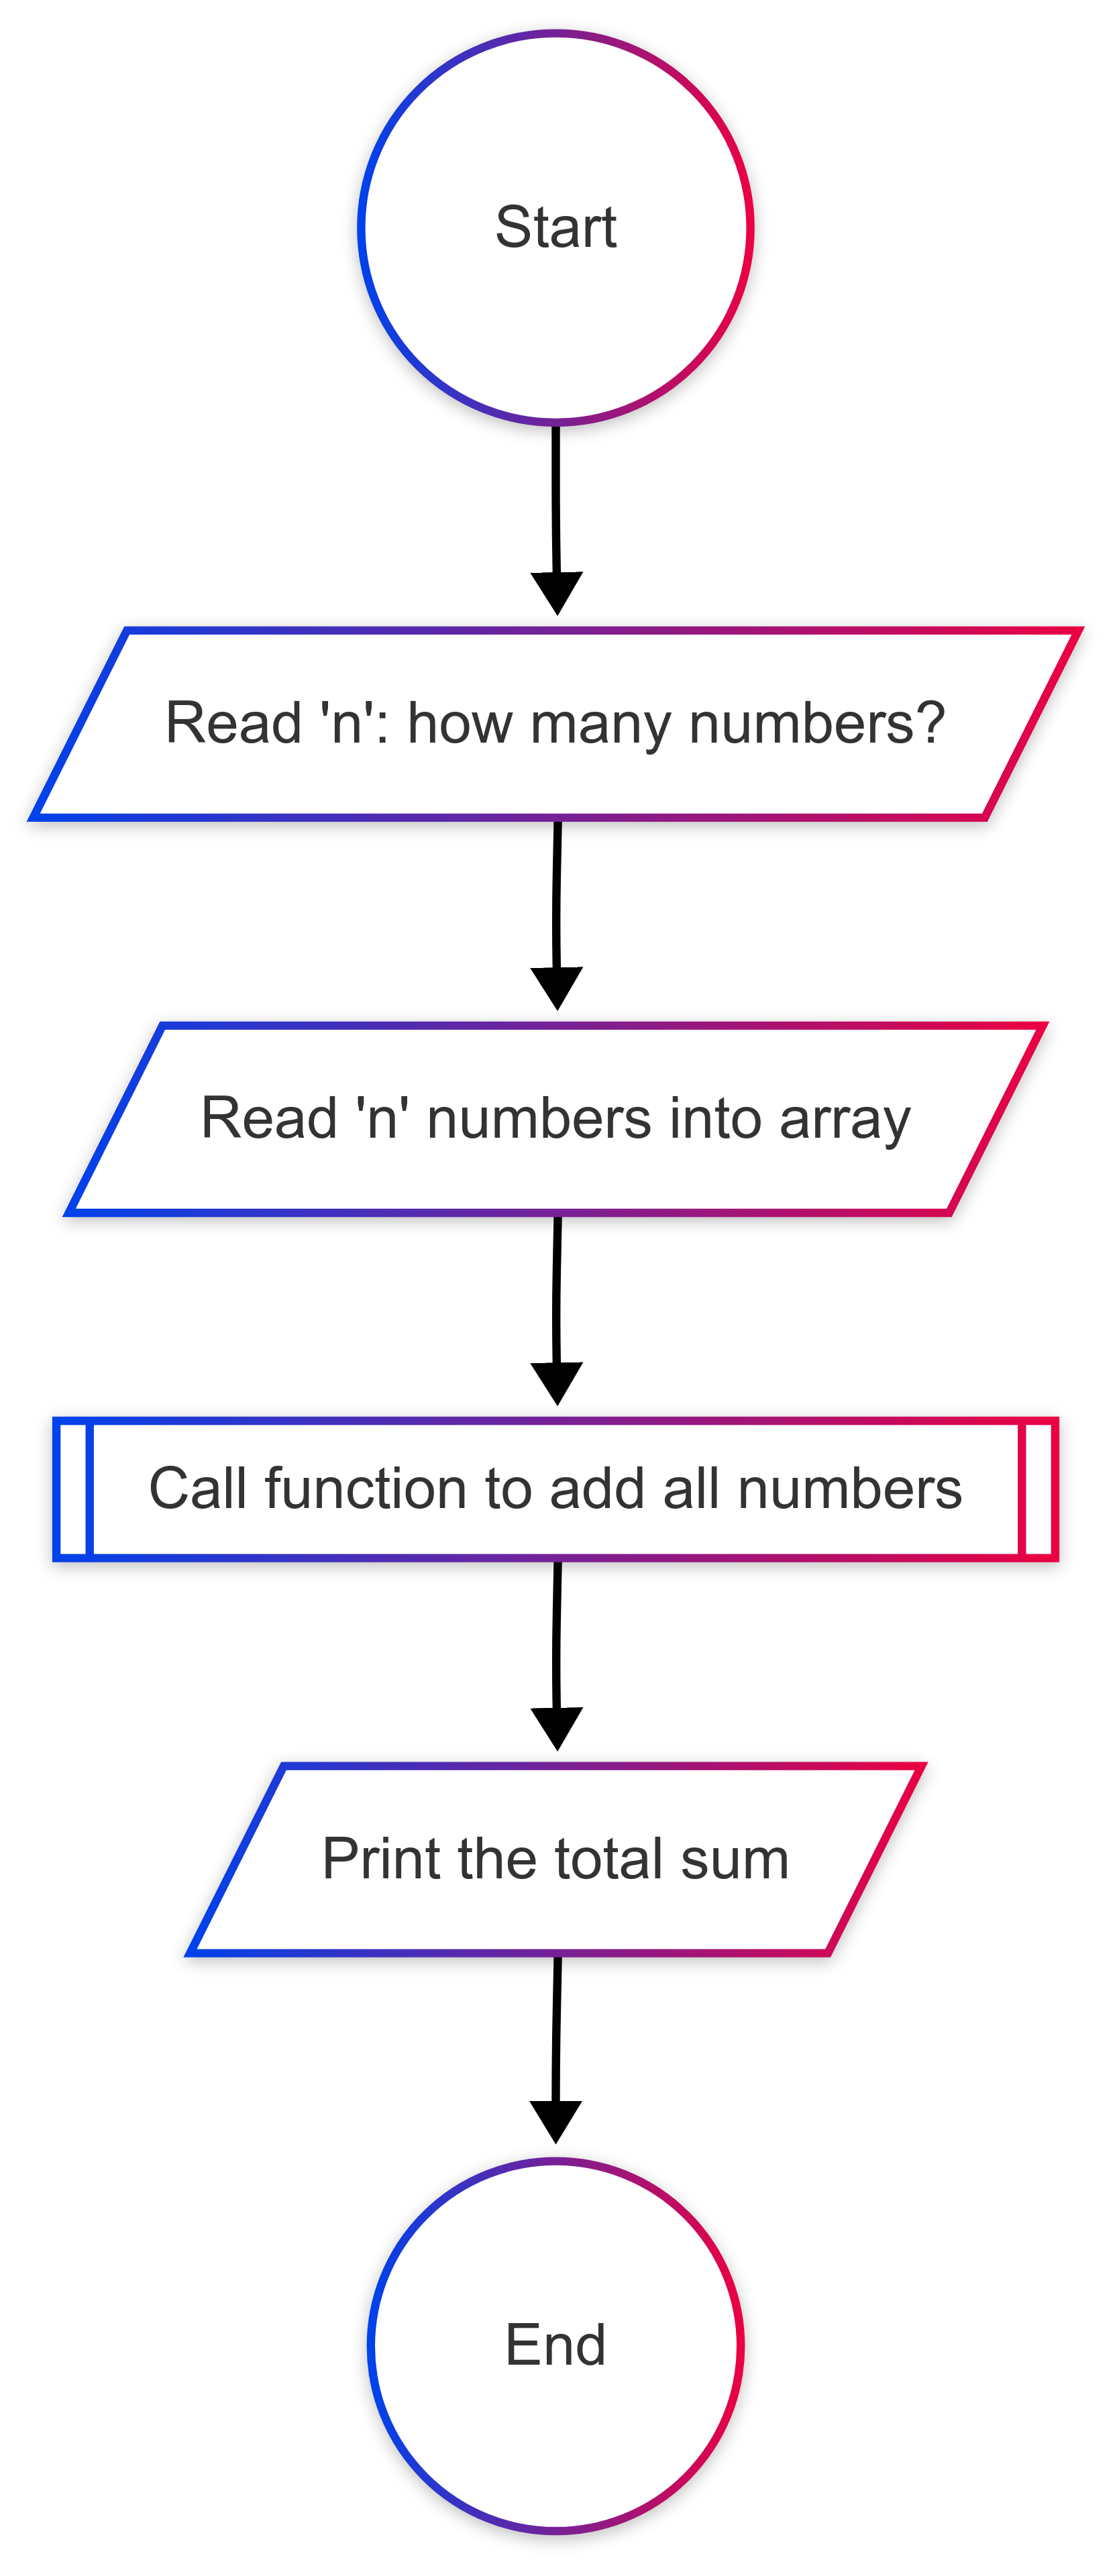 Start
Read 'n': how many numbers?
Read 'n' numbers into array
Call function to add all numbers
Print the total sum
End